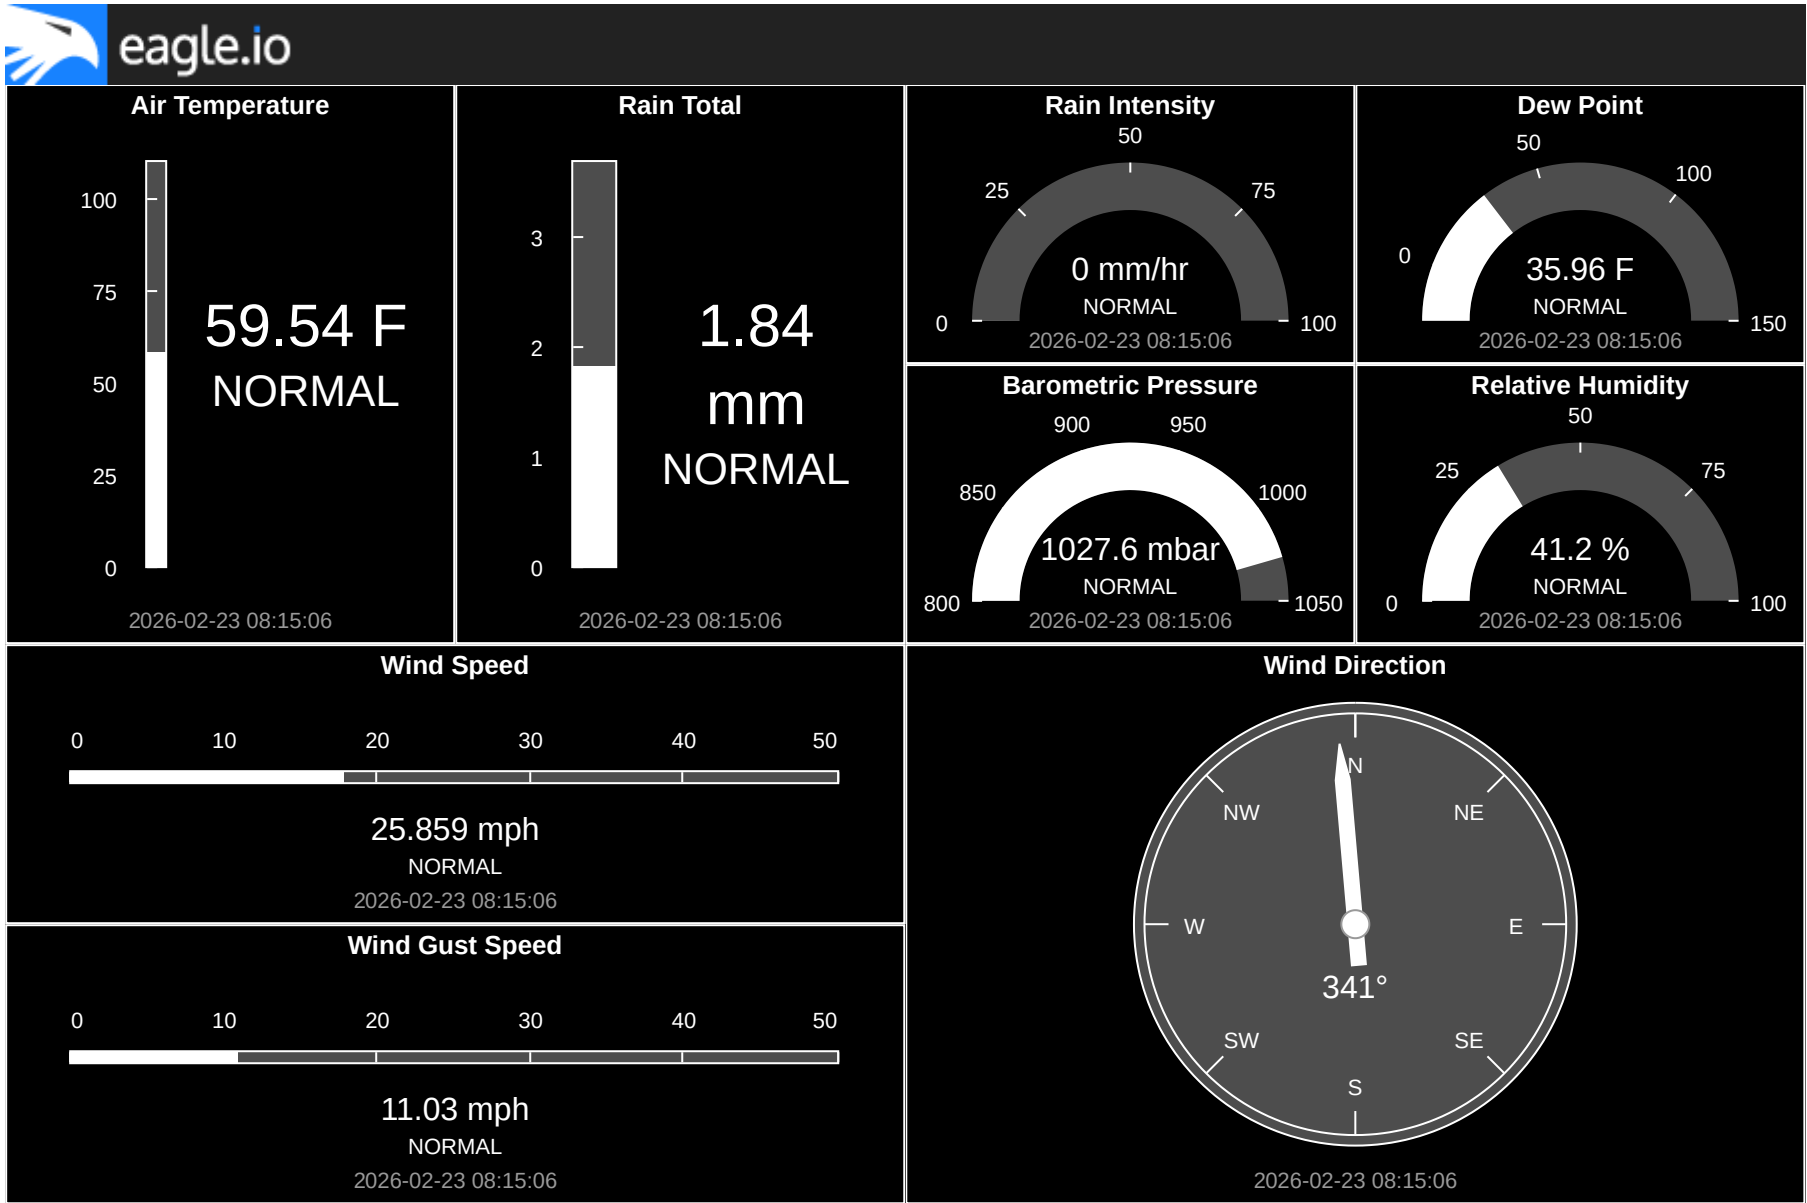 eagle.io
Air Temperature
100
75
50
25
0
59.54 F
NORMAL
2026-02-23 08:15:06
Rain Total
3
2
1
0
1.84
mm
NORMAL
2026-02-23 08:15:06
Rain Intensity
0
25
50
75
100
0 mm/hr
NORMAL
2026-02-23 08:15:06
Dew Point
0
50
100
150
35.96 F
NORMAL
2026-02-23 08:15:06
Barometric Pressure
800
850
900
950
1000
1050
1027.6 mbar
NORMAL
2026-02-23 08:15:06
Relative Humidity
0
25
50
75
100
41.2 %
NORMAL
2026-02-23 08:15:06
Wind Speed
0 10 20 30 40 50
25.859 mph
NORMAL
2026-02-23 08:15:06
Wind Gust Speed
0 10 20 30 40 50
11.03 mph
NORMAL
2026-02-23 08:15:06
Wind Direction
N
NW NE
W E
341°
SW SE
S
2026-02-23 08:15:06